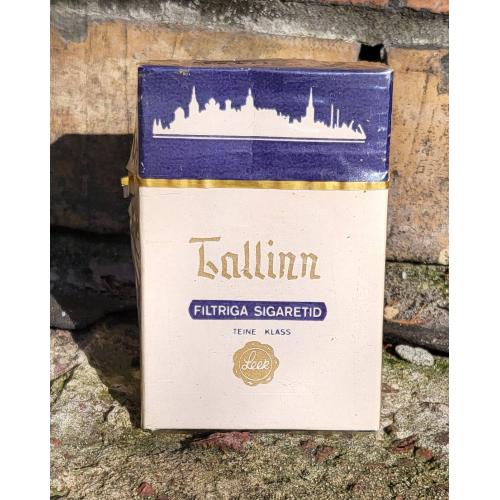 Tallinn
FILTRIGA SIGARETID
TEINE KLASS
Leek